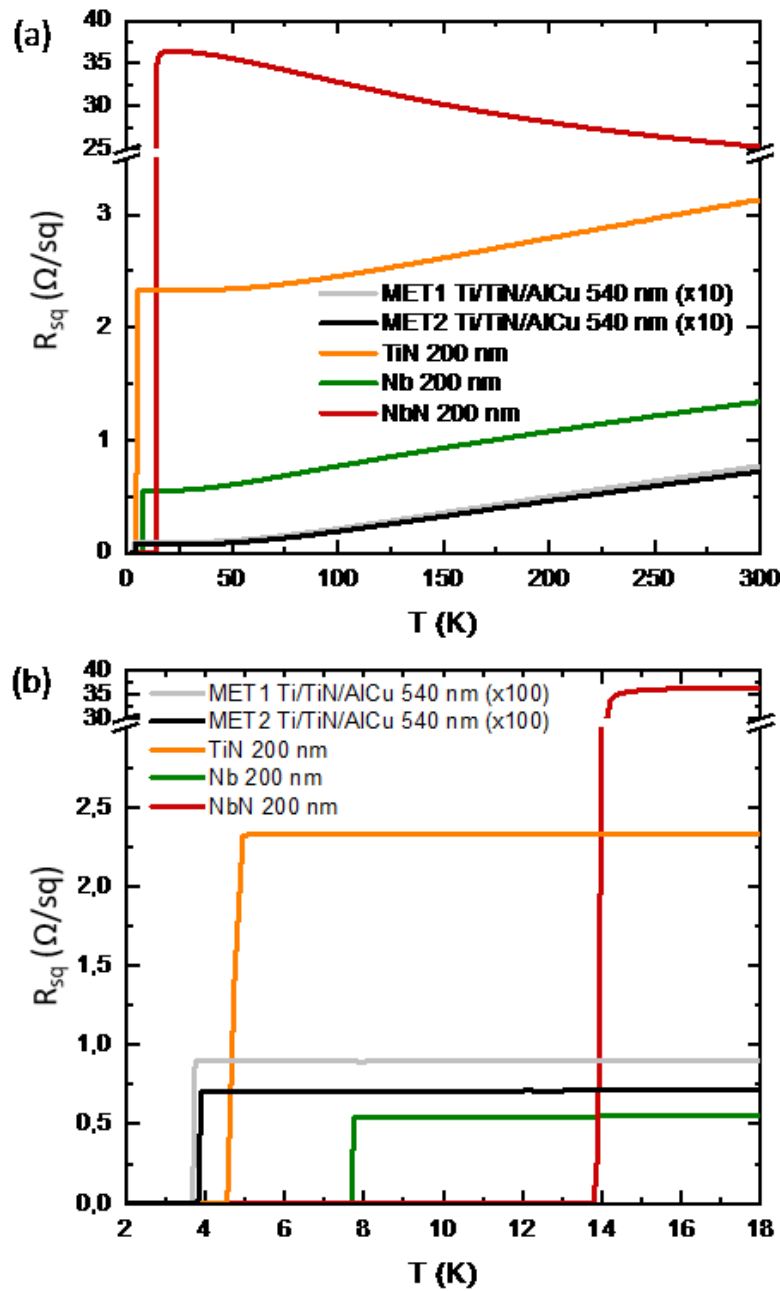 (a)
40
35
30
25
3
2
1
0
R_sq (Ω/sq)
MET1 Ti/TiN/AlCu 540 nm (x10)
MET2 Ti/TiN/AlCu 540 nm (x10)
TiN 200 nm
Nb 200 nm
NbN 200 nm
0 50 100 150 200 250 300
T (K)
(b)
40
35
30
2,5
2,0
1,5
1,0
0,5
0,0
R_sq (Ω/sq)
MET1 Ti/TiN/AlCu 540 nm (x100)
MET2 Ti/TiN/AlCu 540 nm (x100)
TiN 200 nm
Nb 200 nm
NbN 200 nm
2 4 6 8 10 12 14 16 18
T (K)